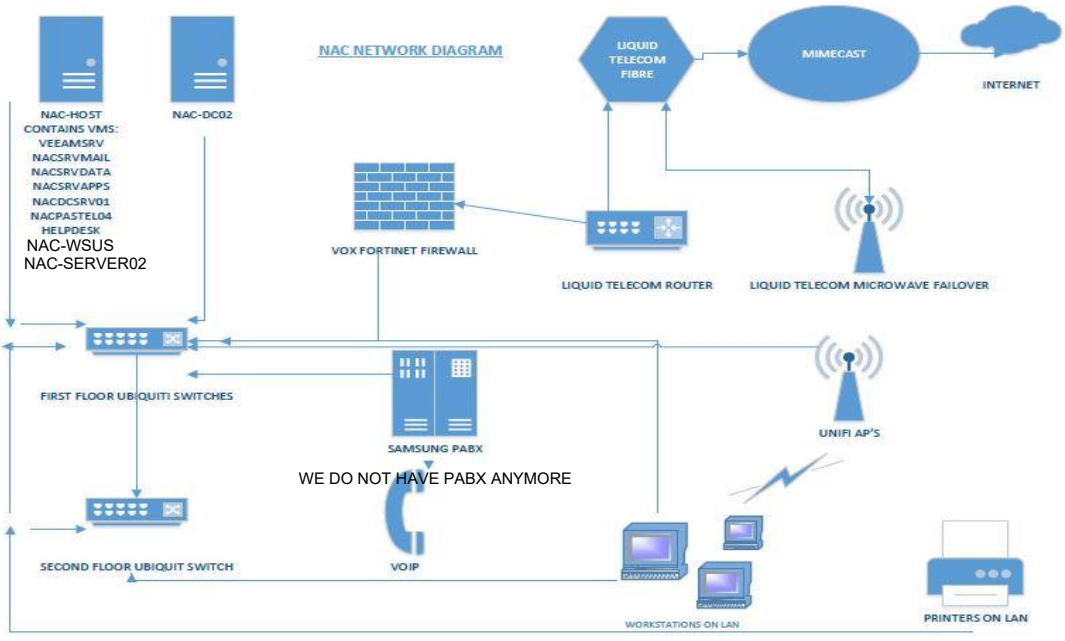 NAC NETWORK DIAGRAM
LIQUID
TELECOM
FIBRE
MIMECAST
INTERNET
NAC-HOST
CONTAINS VMS:
VEEAMSRV
NACSRVMAIL
NACSRVDATA
NACSRVAPPS
NACDCSRV01
NACPASTEL04
HELPDESK
NAC-WSUS
NAC-SERVER02
NAC-DC02
VOX FORTINET FIREWALL
LIQUID TELECOM ROUTER
LIQUID TELECOM MICROWAVE FAILOVER
FIRST FLOOR UBIQUITI SWITCHES
SAMSUNG PABX
WE DO NOT HAVE PABX ANYMORE
UNIFI AP'S
SECOND FLOOR UBIQUIT SWITCH
VOIP
WORKSTATIONS ON LAN
PRINTERS ON LAN